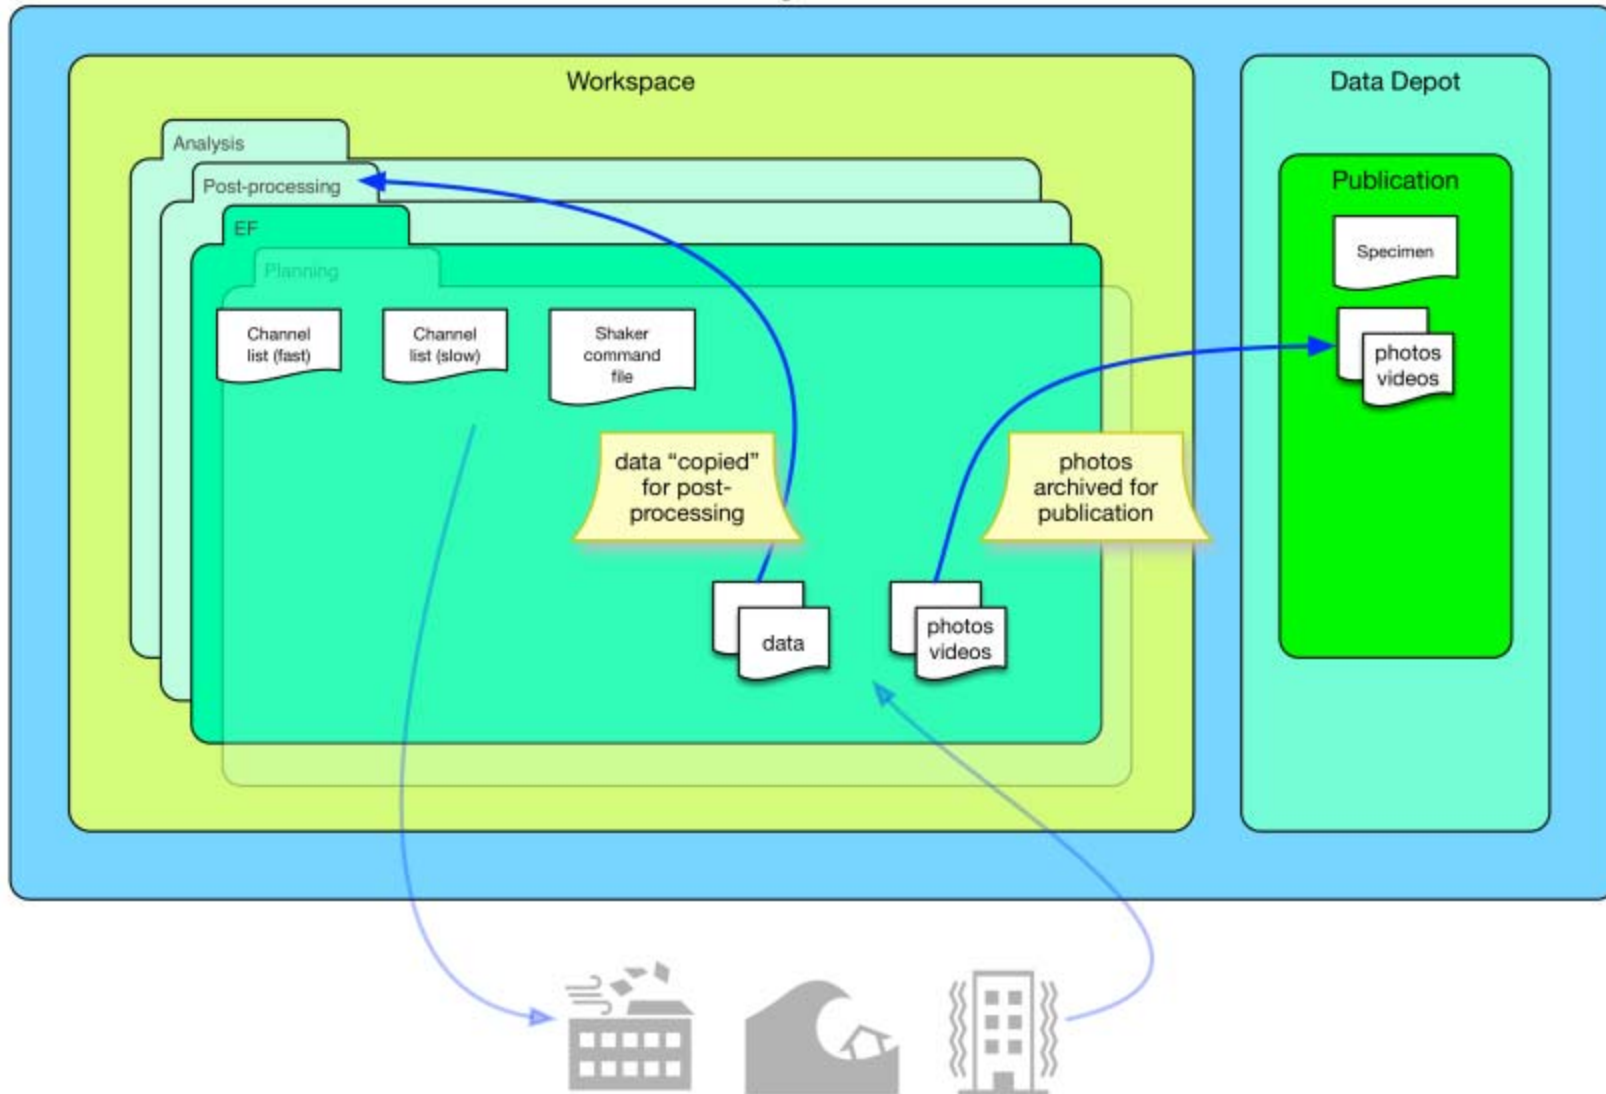 Workspace
Data Depot
Analysis
Post-processing
EF
Planning
Channel
list (fast)
Channel
list (slow)
Shaker
command
file
data “copied”
for post-
processing
photos
archived for
publication
data
photos
videos
Publication
Specimen
photos
videos